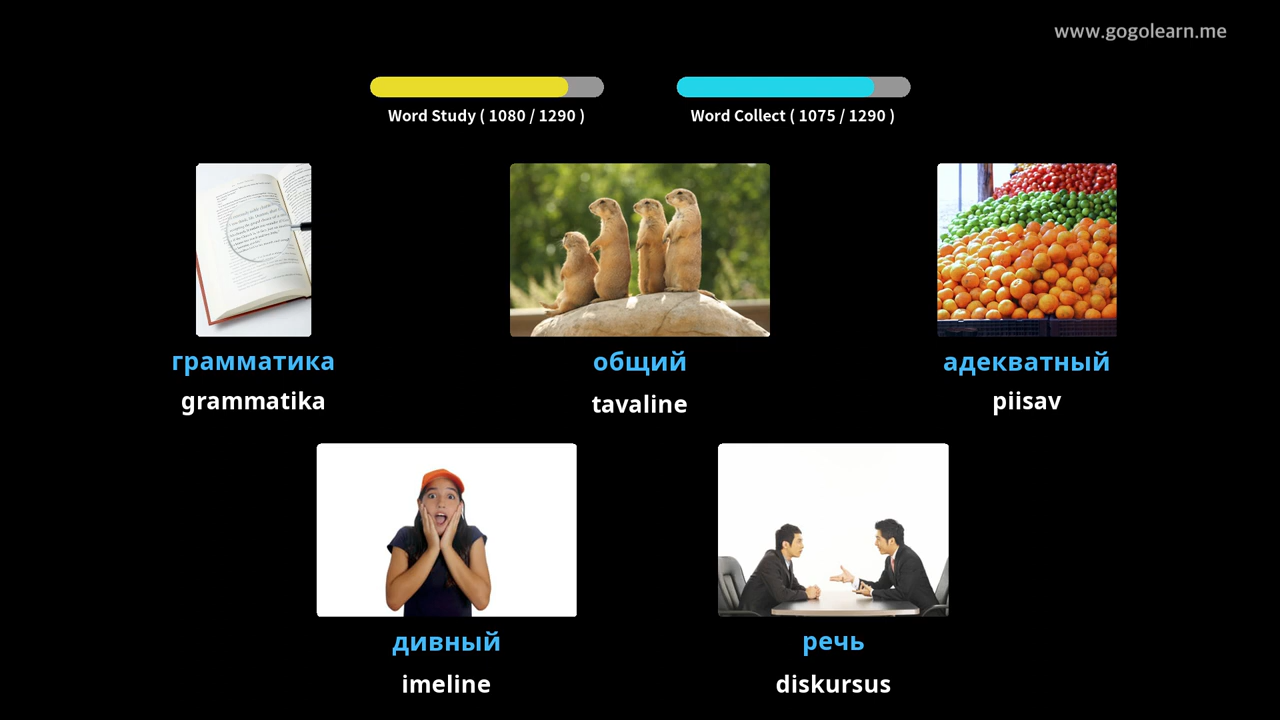 www.gogolearn.me
Word Study ( 1080 / 1290 )
Word Collect ( 1075 / 1290 )
грамматика
общий
адекватный
grammatika
tavaline
piisav
дивный
речь
imeline
diskursus